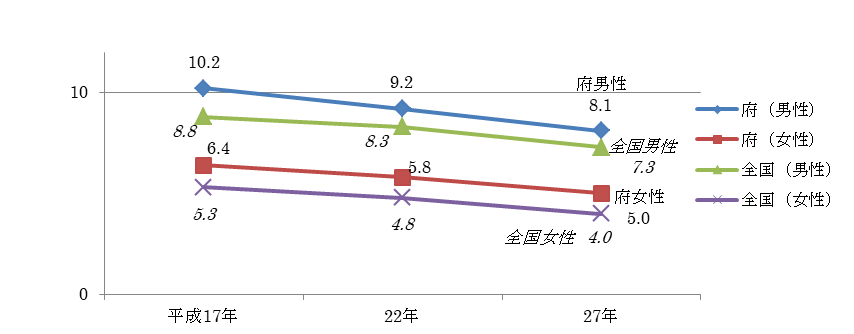 10.2
9.2
府男性
10
8.1
府（男性）
8.8
8.3
全国男性
府（女性）
6.4
5.8
7.3
全国（男性）
5.3
4.8
府女性
全国（女性）
5.0
全国女性
4.0
0
平成17年
22年
27年